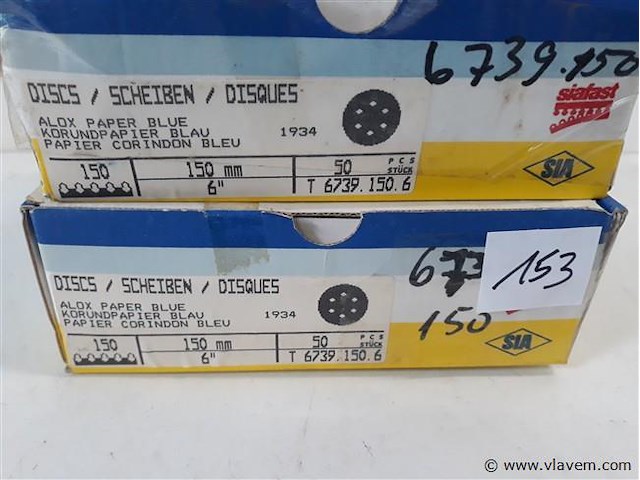 6739.150
siafast
DISCS / SCHEIBEN / DISQUES
ALOX PAPER BLUE
KORUNDPAPIER BLAU 1934
PAPIER CORINDON BLEU
150 150 mm 50 PCS STÜCK
6" T 6739.150.6
SIA
673
153
150
DISCS / SCHEIBEN / DISQUES
ALOX PAPER BLUE
KORUNDPAPIER BLAU 1934
PAPIER CORINDON BLEU
150 150 mm 50 PCS STÜCK
6" T 6739.150.6
SIA
© www.vlavem.com